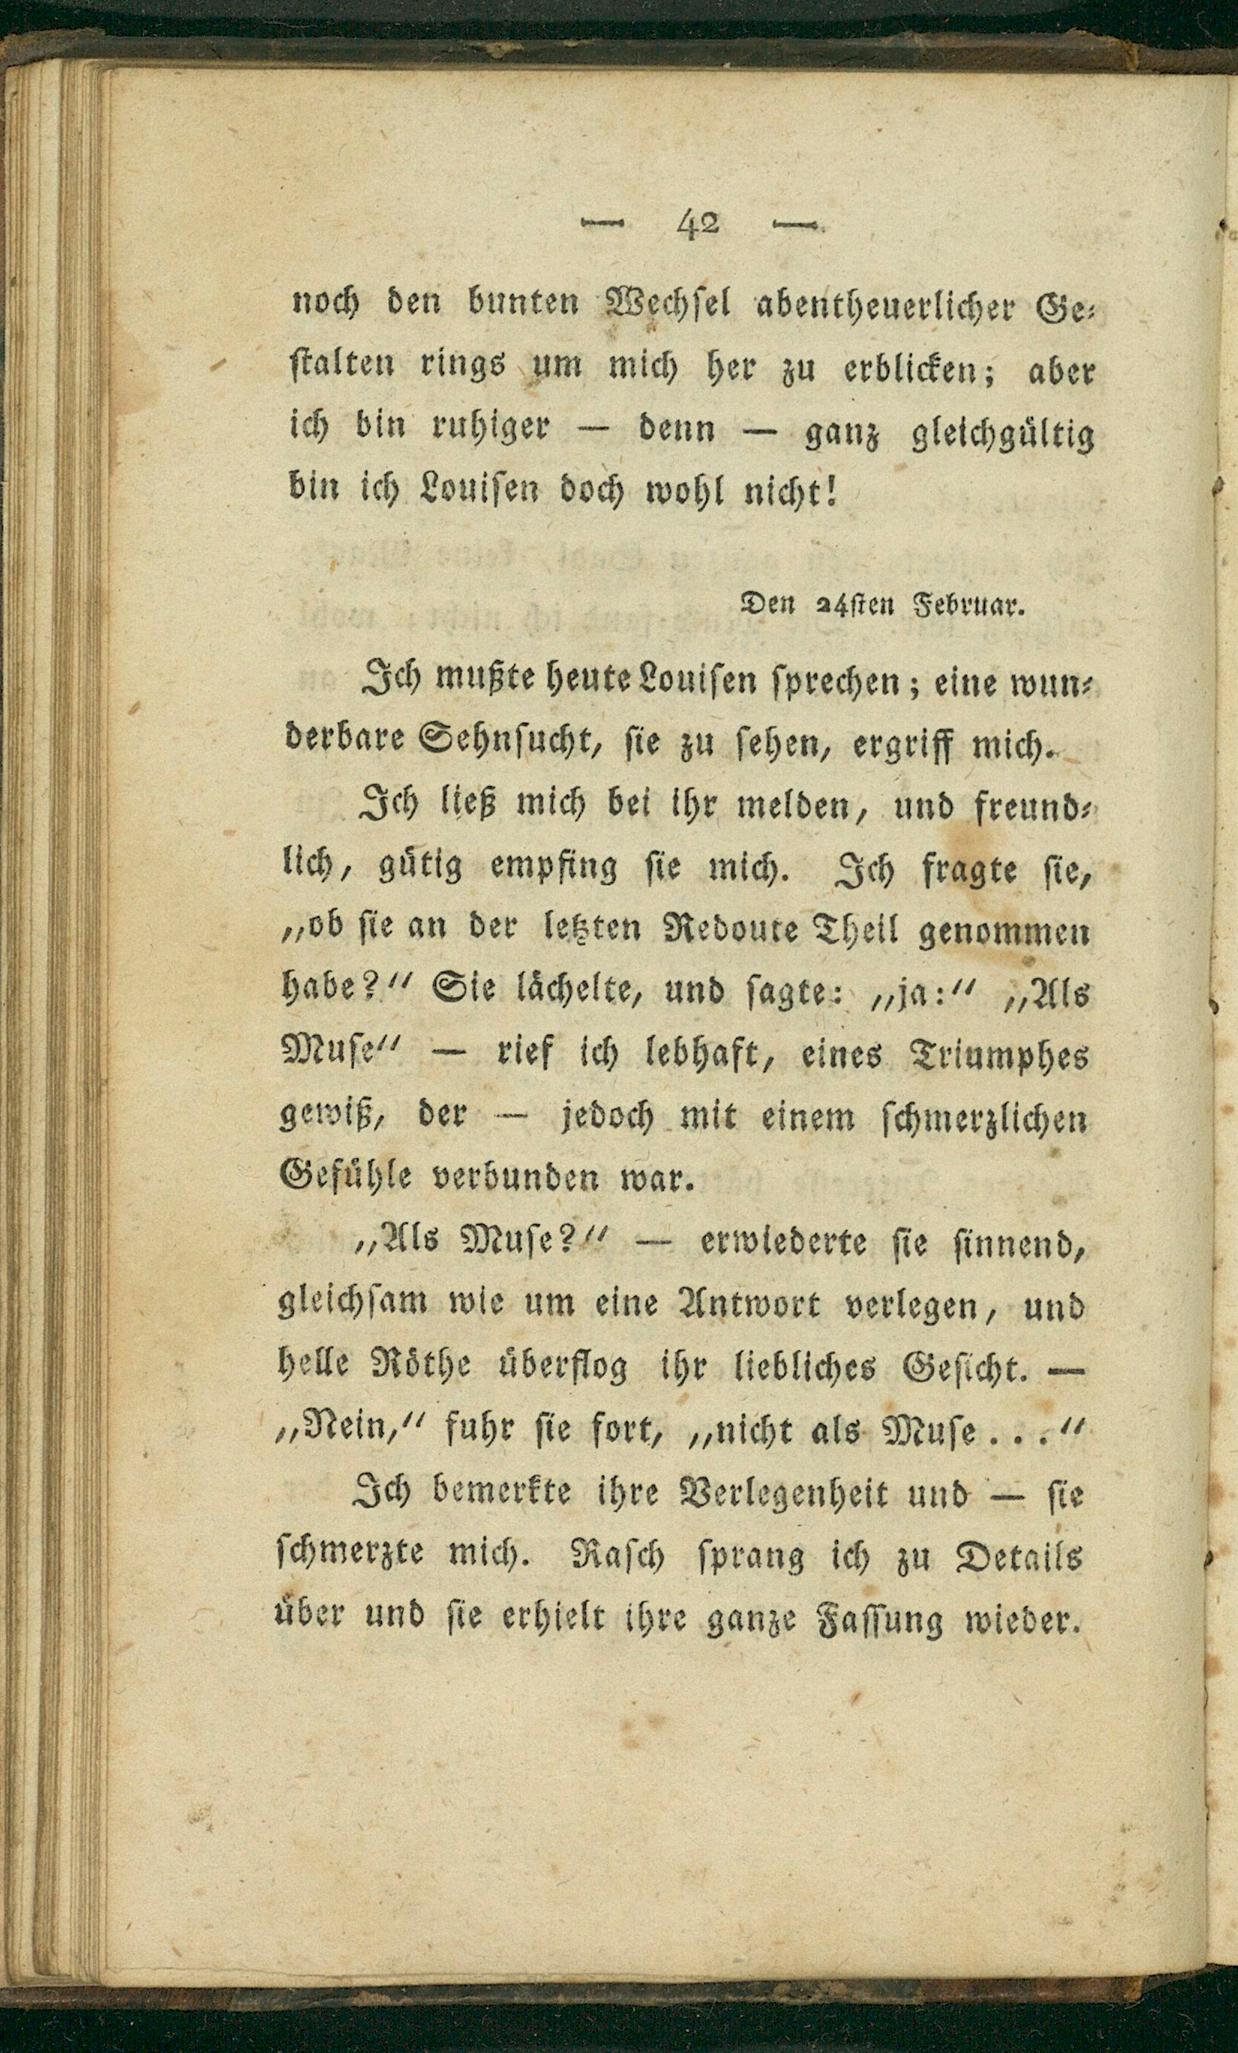 — 42 —
noch den bunten Wechſel abentheuerlicher Ge⸗
ſtalten rings um mich her zu erblicken; aber
ich bin ruhiger — denn — ganz gleichgültig
bin ich Louiſen doch wohl nicht!
Den 24ſten Februar.
Ich mußte heute Louiſen ſprechen; eine wun⸗
derbare Sehnſucht, ſie zu ſehen, ergriff mich.
Ich ließ mich bei ihr melden, und freund⸗
lich, gütig empfing ſie mich. Ich fragte ſie,
„ob ſie an der letzten Redoute Theil genommen
habe?“ Sie lächelte, und ſagte: „ja:“ „Als
Muſe“ — rief ich lebhaft, eines Triumphes
gewiß, der — jedoch mit einem ſchmerzlichen
Gefühle verbunden war.
„Als Muſe?“ — erwiederte ſie ſinnend,
gleichſam wie um eine Antwort verlegen, und
helle Röthe überflog ihr liebliches Geſicht. —
„Nein,“ fuhr ſie fort, „nicht als Muſe . . .“
Ich bemerkte ihre Verlegenheit und — ſie
ſchmerzte mich. Raſch ſprang ich zu Details
über und ſie erhielt ihre ganze Faſſung wieder.